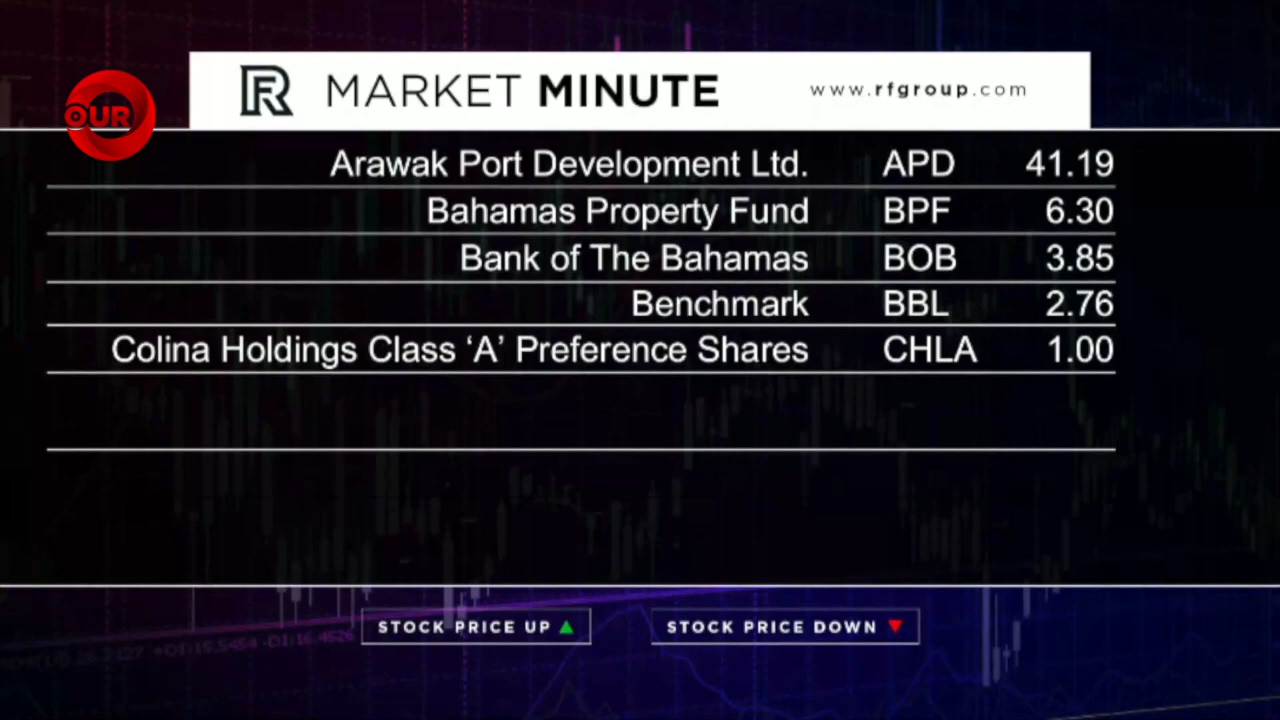 OUR
R MARKET MINUTE www.rfgroup.com
Arawak Port Development Ltd. APD 41.19
Bahamas Property Fund BPF 6.30
Bank of The Bahamas BOB 3.85
Benchmark BBL 2.76
Colina Holdings Class ‘A’ Preference Shares CHLA 1.00
STOCK PRICE UP ▲ STOCK PRICE DOWN ▼